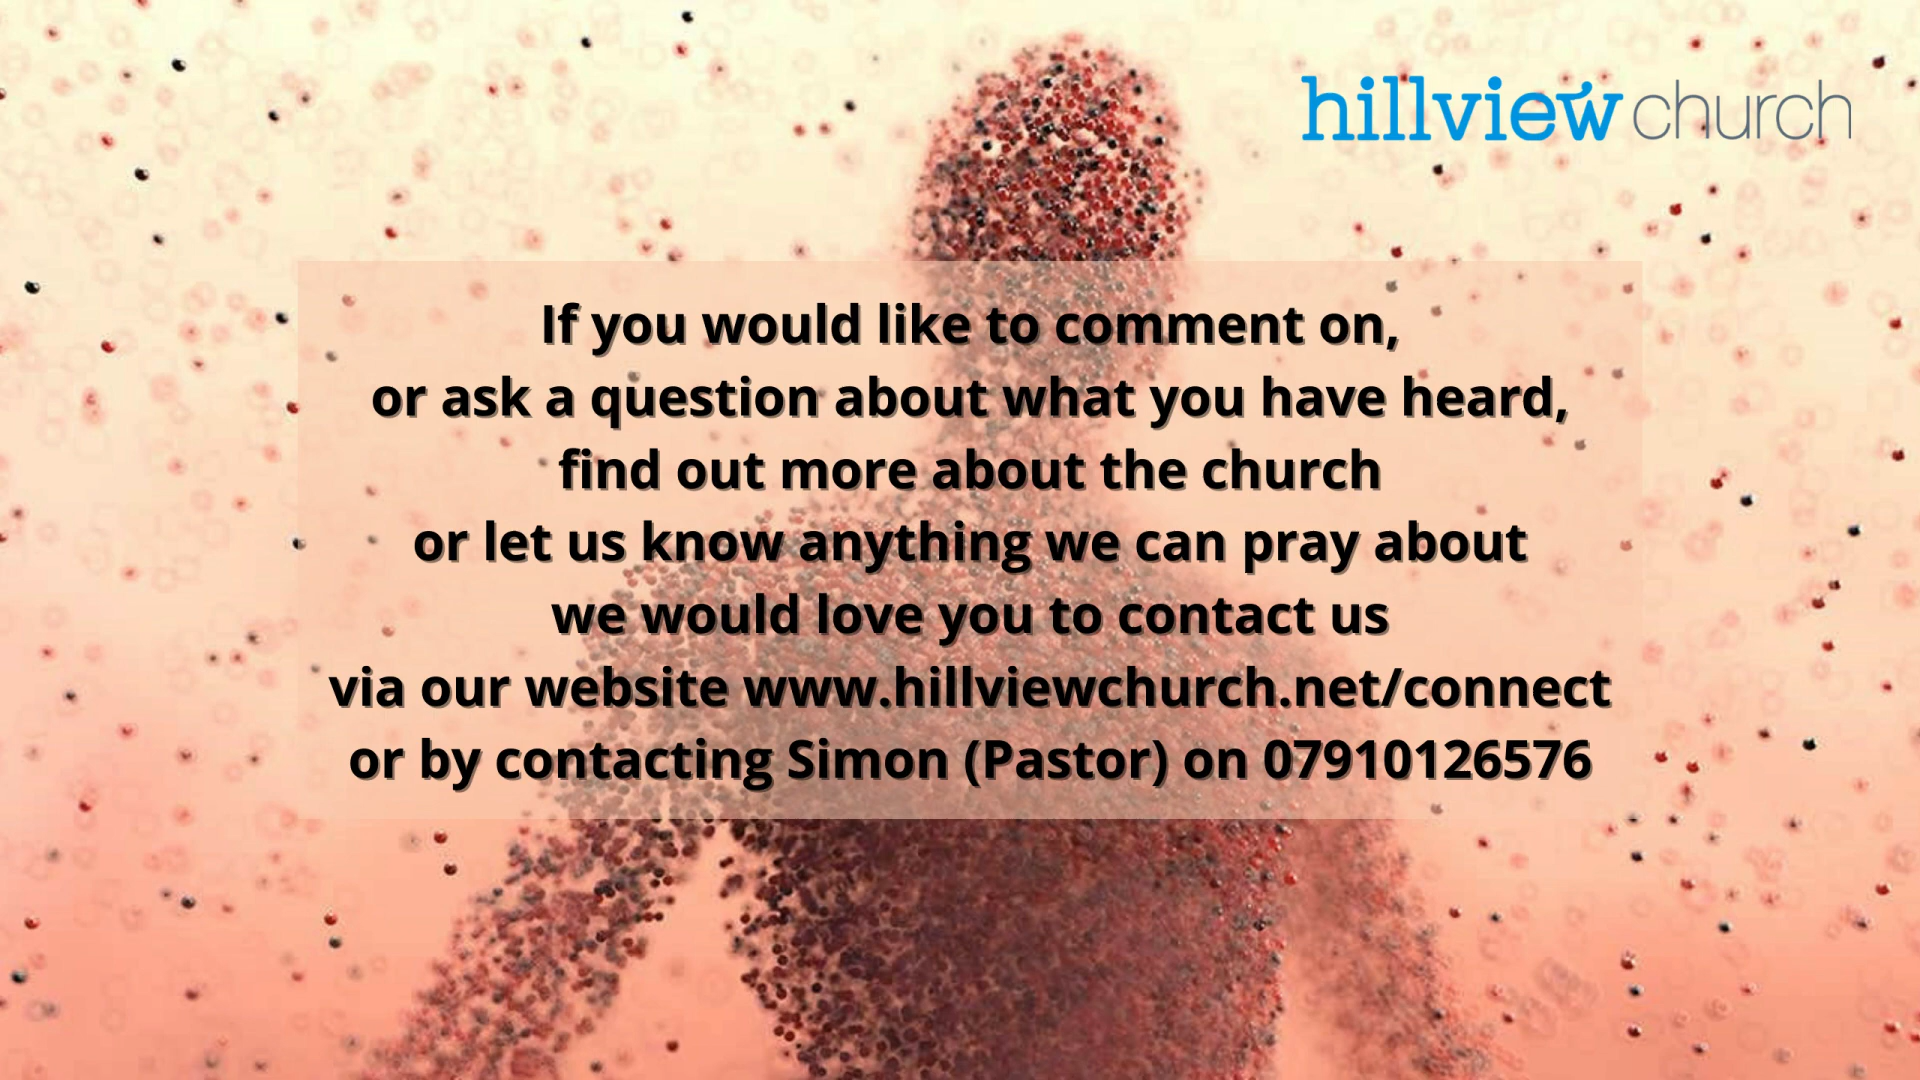 hillview church
If you would like to comment on,
or ask a question about what you have heard,
find out more about the church
or let us know anything we can pray about
we would love you to contact us
via our website www.hillviewchurch.net/connect
or by contacting Simon (Pastor) on 07910126576